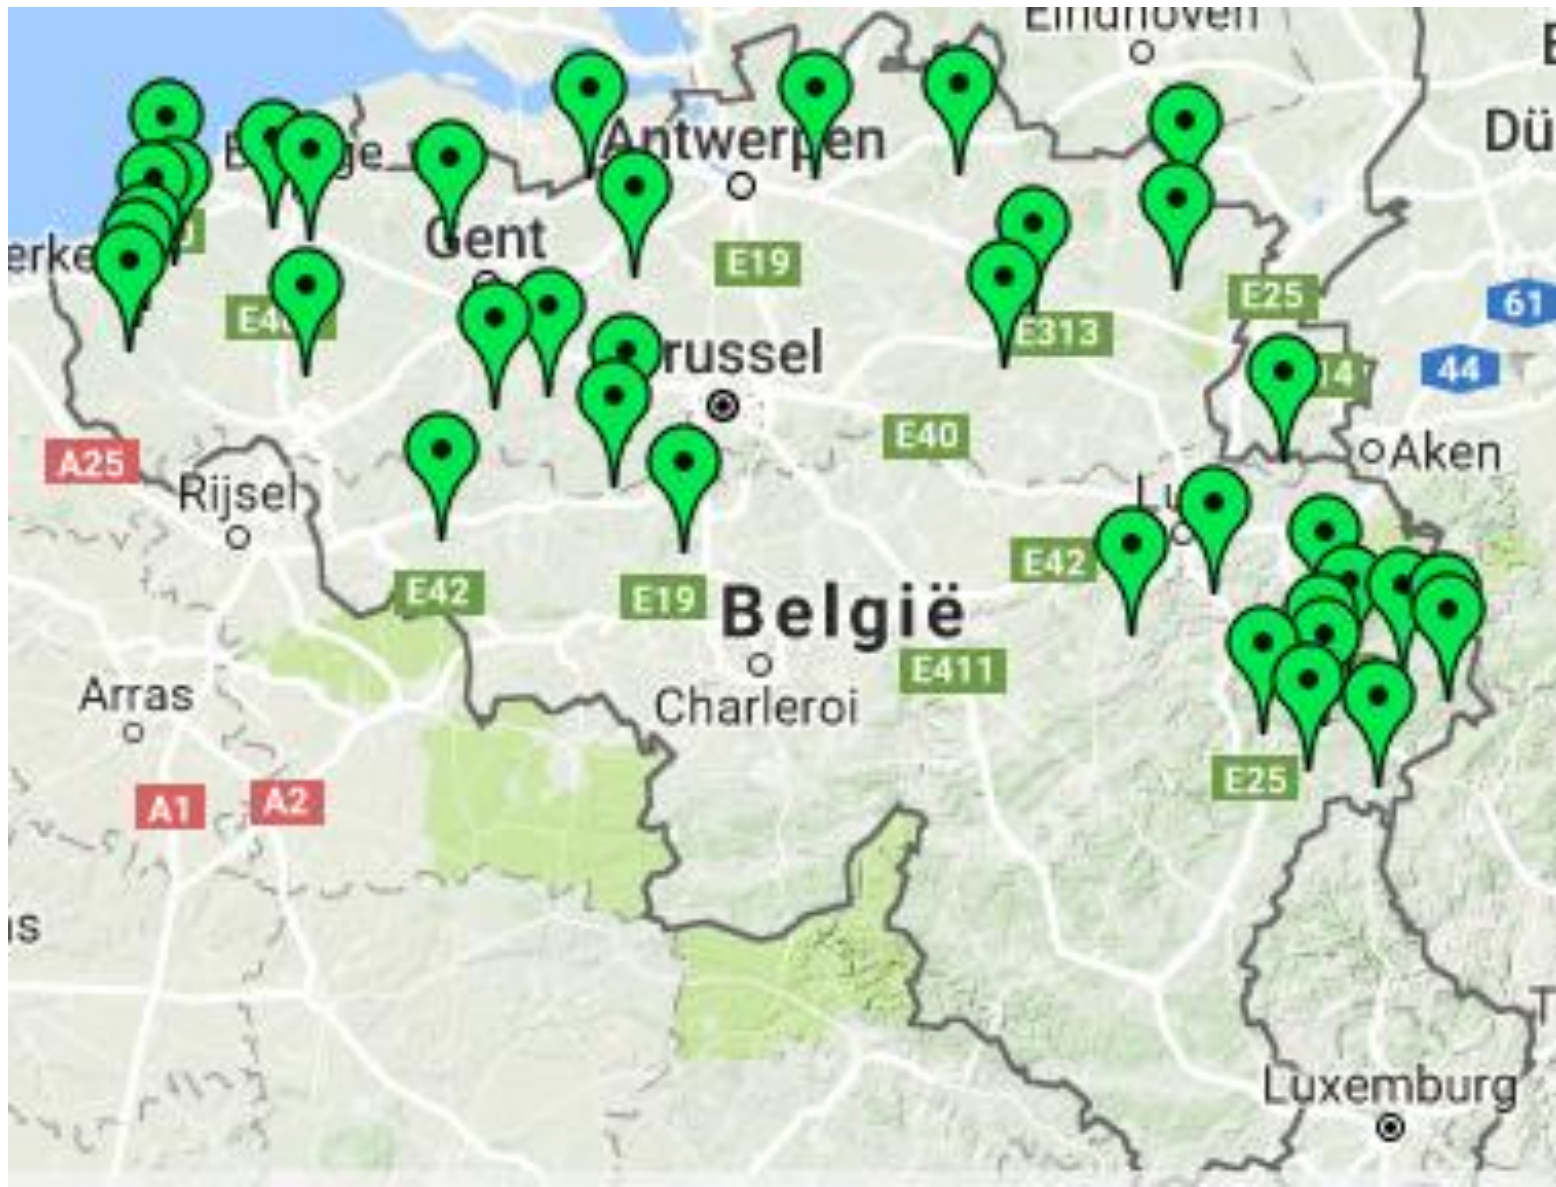 Eindhoven
Dü
Antwerpen
Gent
E19
E25
61
E313
russel
44
14
E40
A25
Aken
Rijsel
E42
E42
E19
België
E411
Arras
Charleroi
E25
A1
A2
Luxemburg